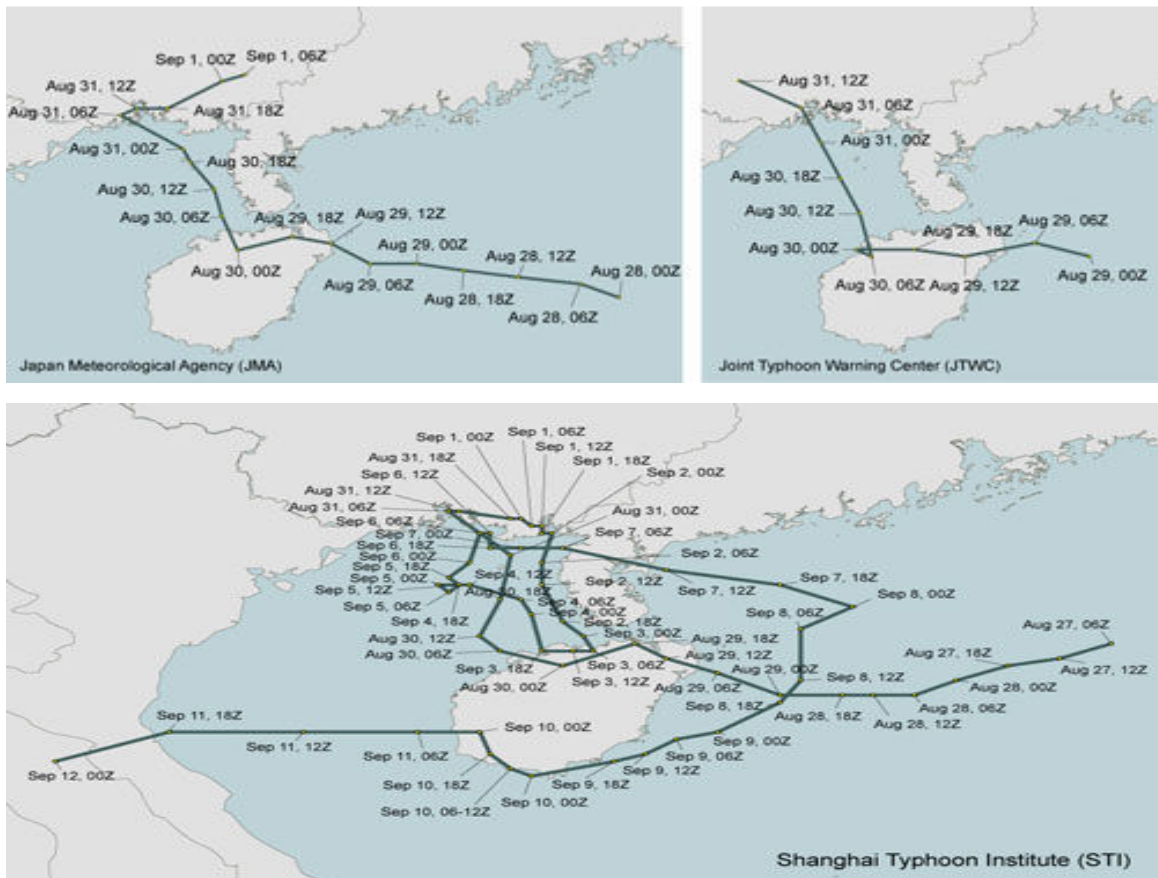 Sep 1, 00Z
Sep 1, 06Z
Aug 31, 12Z
Aug 31, 06Z
Aug 31, 18Z
Aug 31, 00Z
Aug 30, 18Z
Aug 30, 12Z
Aug 30, 06Z
Aug 29, 18Z
Aug 29, 12Z
Aug 29, 00Z
Aug 28, 12Z
Aug 28, 00Z
Aug 30, 00Z
Aug 29, 06Z
Aug 28, 18Z
Aug 28, 06Z
Japan Meteorological Agency (JMA)
Aug 31, 12Z
Aug 31, 06Z
Aug 31, 00Z
Aug 30, 18Z
Aug 30, 12Z
Aug 29, 06Z
Aug 29, 18Z
Aug 30, 00Z
Aug 29, 00Z
Aug 30, 06Z
Aug 29, 12Z
Joint Typhoon Warning Center (JTWC)
Sep 1, 06Z
Sep 1, 00Z
Sep 1, 12Z
Aug 31, 18Z
Sep 1, 18Z
Sep 6, 12Z
Sep 2, 00Z
Aug 31, 12Z
Aug 31, 06Z
Aug 31, 00Z
Sep 6, 06Z
Sep 7, 00Z
Sep 7, 06Z
Sep 6, 18Z
Sep 6, 00Z
Sep 2, 06Z
Sep 5, 18Z
Sep 5, 00Z
Sep 4, 12Z
Sep 2, 12Z
Sep 7, 18Z
Sep 5, 12Z
Aug 30, 18Z
Sep 7, 12Z
Sep 5, 06Z
Sep 4, 06Z
Sep 8, 00Z
Sep 4, 00Z
Sep 8, 06Z
Sep 4, 18Z
Sep 2, 18Z
Aug 27, 06Z
Aug 30, 12Z
Sep 3, 00Z
Aug 29, 18Z
Aug 30, 06Z
Aug 29, 12Z
Aug 27, 18Z
Sep 3, 18Z
Sep 3, 06Z
Aug 29, 00Z
Aug 27, 12Z
Sep 3, 12Z
Sep 8, 12Z
Aug 30, 00Z
Aug 29, 06Z
Aug 28, 00Z
Sep 8, 18Z
Aug 28, 06Z
Sep 11, 18Z
Aug 28, 18Z
Aug 28, 12Z
Sep 10, 00Z
Sep 9, 00Z
Sep 11, 12Z
Sep 11, 06Z
Sep 9, 06Z
Sep 12, 00Z
Sep 9, 12Z
Sep 10, 18Z
Sep 9, 18Z
Sep 10, 06-12Z
Sep 10, 00Z
Shanghai Typhoon Institute (STI)